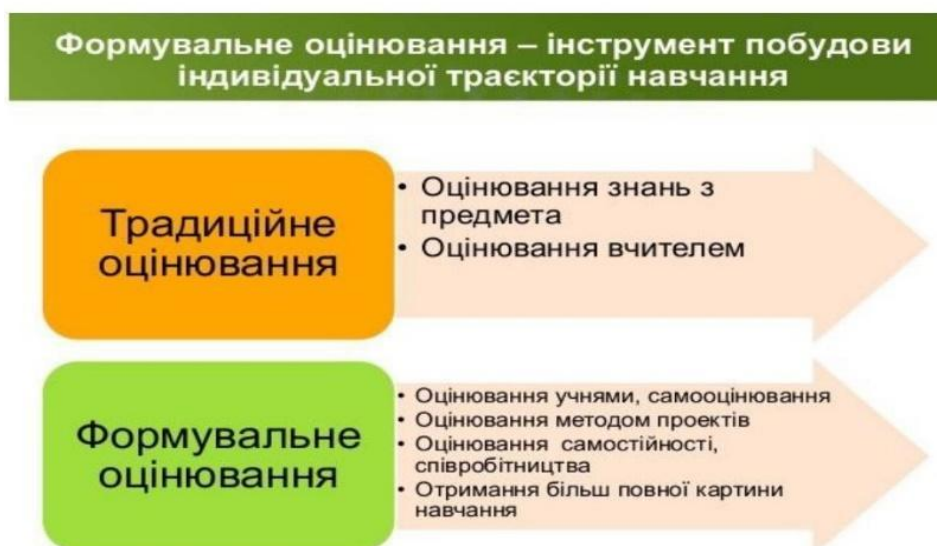 Формувальне оцінювання – інструмент побудови
індивідуальної траєкторії навчання
Традиційне
оцінювання
• Оцінювання знань з
предмета
• Оцінювання вчителем
Формувальне
оцінювання
• Оцінювання учнями, самооцінювання
• Оцінювання методом проектів
• Оцінювання самостійності,
співробітництва
• Отримання більш повної картини
навчання